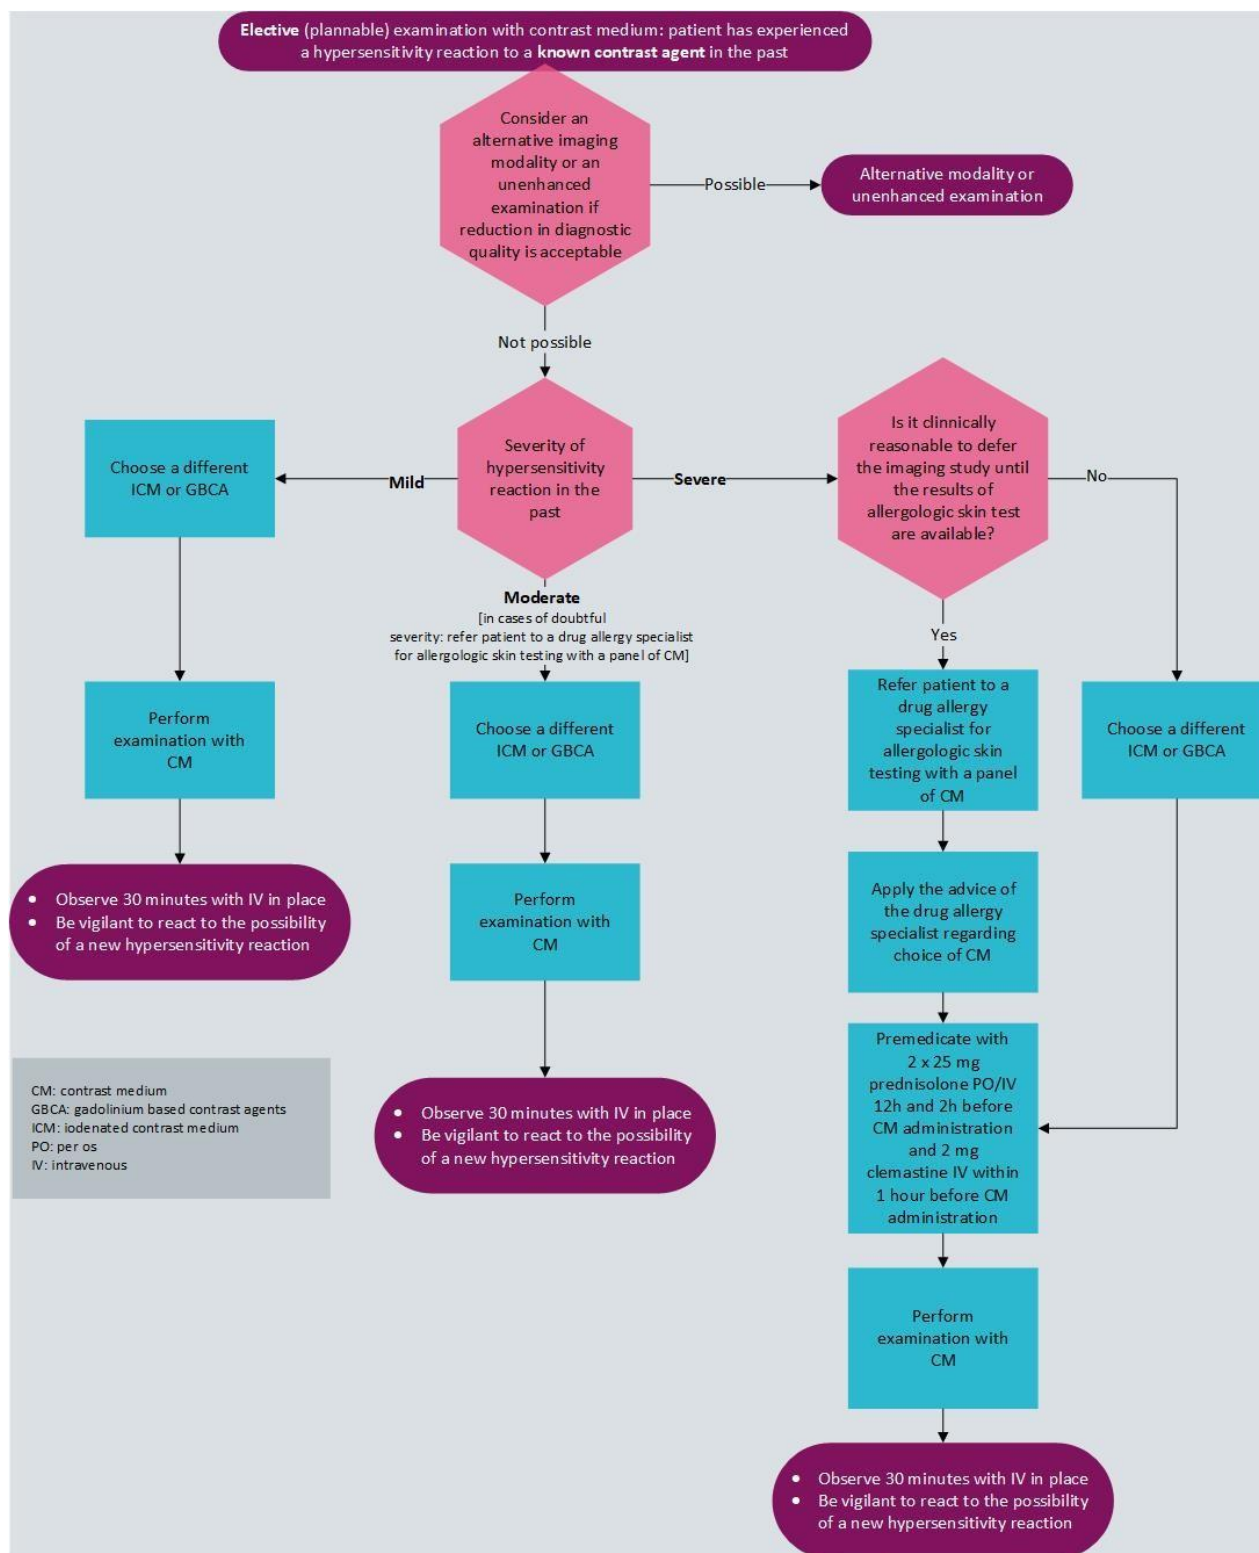 Elective (plannable) examination with contrast medium: patient has experienced
a hypersensitivity reaction to a known contrast agent in the past
Consider an
alternative imaging
modality or an
unenhanced
examination if
reduction in diagnostic
quality is acceptable
Possible
Alternative modality or
unenhanced examination
Not possible
Severity of
hypersensitivity
reaction in the
past
Mild
Choose a different
ICM or GBCA
Perform
examination with
CM
• Observe 30 minutes with IV in place
• Be vigilant to react to the possibility
of a new hypersensitivity reaction
Moderate
[in cases of doubtful
severity: refer patient to a drug allergy specialist
for allergologic skin testing with a panel of CM]
Choose a different
ICM or GBCA
Perform
examination with
CM
• Observe 30 minutes with IV in place
• Be vigilant to react to the possibility
of a new hypersensitivity reaction
Severe
Is it clinnically
reasonable to defer
the imaging study until
the results of
allergologic skin test
are available?
No
Choose a different
ICM or GBCA
Yes
Refer patient to a
drug allergy
specialist for
allergologic skin
testing with a panel
of CM
Apply the advice of
the drug allergy
specialist regarding
choice of CM
Premedicate with
2 x 25 mg
prednisolone PO/IV
12h and 2h before
CM administration
and 2 mg
clemastine IV within
1 hour before CM
administration
Perform
examination with
CM
• Observe 30 minutes with IV in place
• Be vigilant to react to the possibility
of a new hypersensitivity reaction
CM: contrast medium
GBCA: gadolinium based contrast agents
ICM: iodenated contrast medium
PO: per os
IV: intravenous